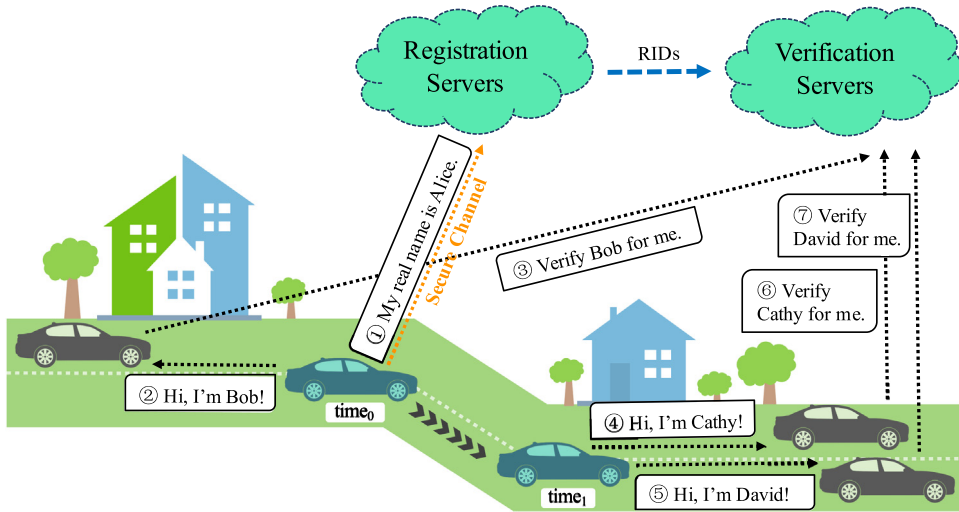 Registration
Servers
RIDs
Verification
Servers
① My real name is Alice.
Secure Channel
③ Verify Bob for me.
⑦ Verify
David for me.
⑥ Verify
Cathy for me.
② Hi, I'm Bob!
time₀
④ Hi, I'm Cathy!
time₁
⑤ Hi, I'm David!